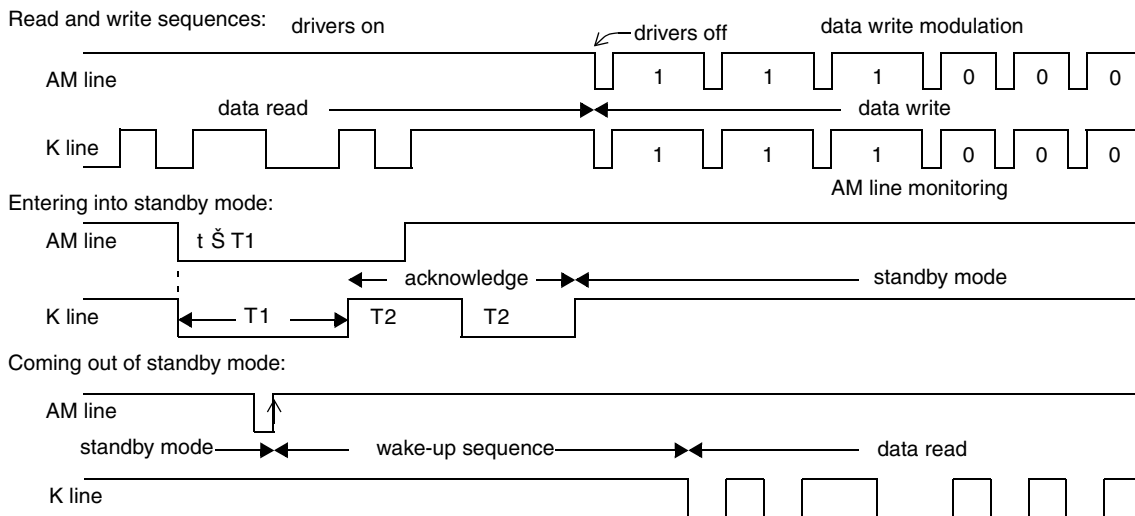 Read and write sequences: drivers on drivers off data write modulation
AM line 1 1 1 0 0 0
data read data write
K line 1 1 1 0 0 0
AM line monitoring
Entering into standby mode:
AM line t Š T1
acknowledge standby mode
K line T1 T2 T2
Coming out of standby mode:
AM line
standby mode wake-up sequence data read
K line